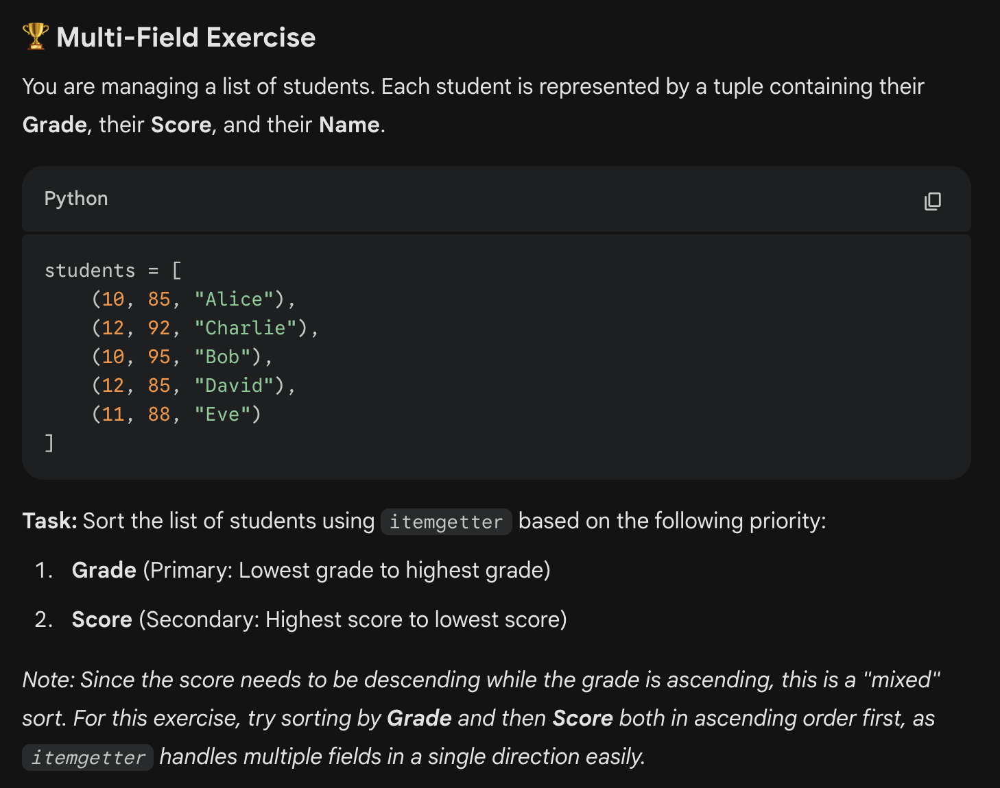 🏆 Multi-Field Exercise
You are managing a list of students. Each student is represented by a tuple containing their
Grade, their Score, and their Name.
Python
students = [
    (10, 85, "Alice"),
    (12, 92, "Charlie"),
    (10, 95, "Bob"),
    (12, 85, "David"),
    (11, 88, "Eve")
]
Task: Sort the list of students using itemgetter based on the following priority:
1. Grade (Primary: Lowest grade to highest grade)
2. Score (Secondary: Highest score to lowest score)
Note: Since the score needs to be descending while the grade is ascending, this is a "mixed"
sort. For this exercise, try sorting by Grade and then Score both in ascending order first, as
itemgetter handles multiple fields in a single direction easily.